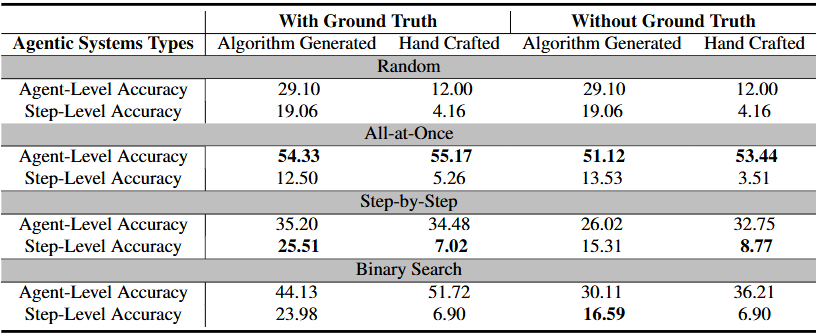 With Ground Truth Without Ground Truth
Agentic Systems Types Algorithm Generated Hand Crafted Algorithm Generated Hand Crafted
Random
Agent-Level Accuracy 29.10 12.00 29.10 12.00
Step-Level Accuracy 19.06 4.16 19.06 4.16
All-at-Once
Agent-Level Accuracy 54.33 55.17 51.12 53.44
Step-Level Accuracy 12.50 5.26 13.53 3.51
Step-by-Step
Agent-Level Accuracy 35.20 34.48 26.02 32.75
Step-Level Accuracy 25.51 7.02 15.31 8.77
Binary Search
Agent-Level Accuracy 44.13 51.72 30.11 36.21
Step-Level Accuracy 23.98 6.90 16.59 6.90